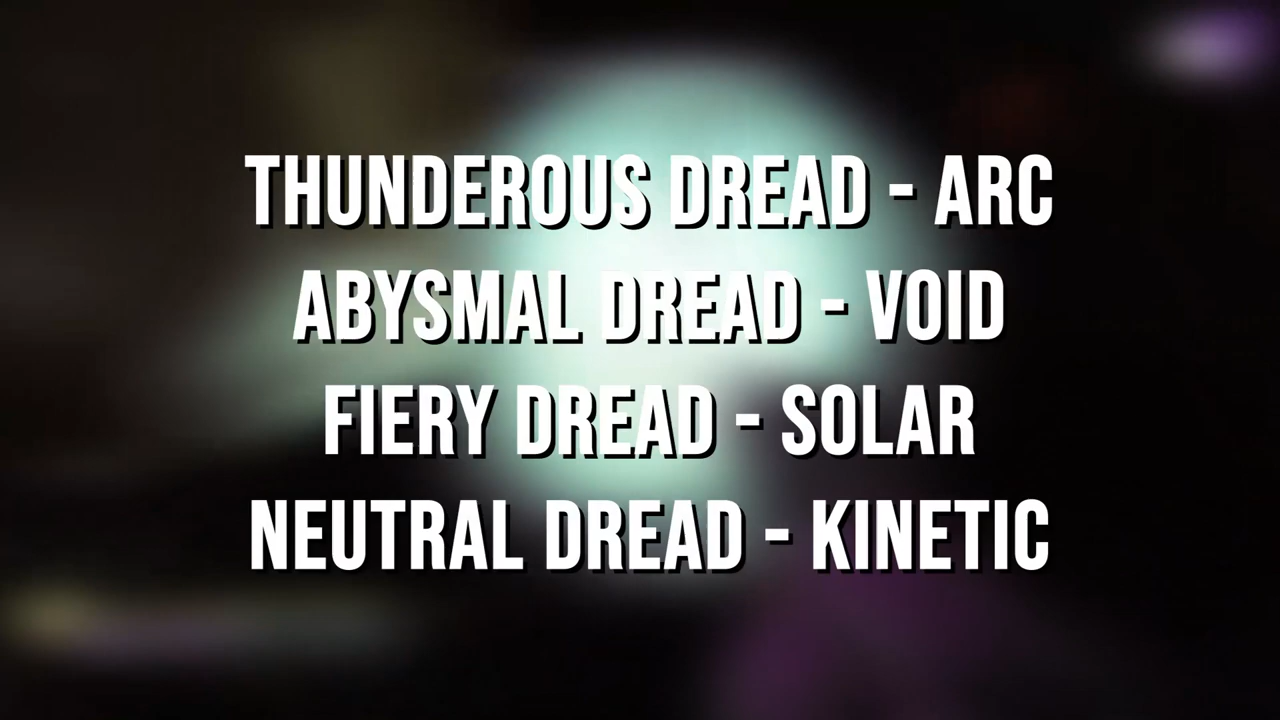 THUNDEROUS DREAD - ARC
ABYSMAL DREAD - VOID
FIERY DREAD - SOLAR
NEUTRAL DREAD - KINETIC